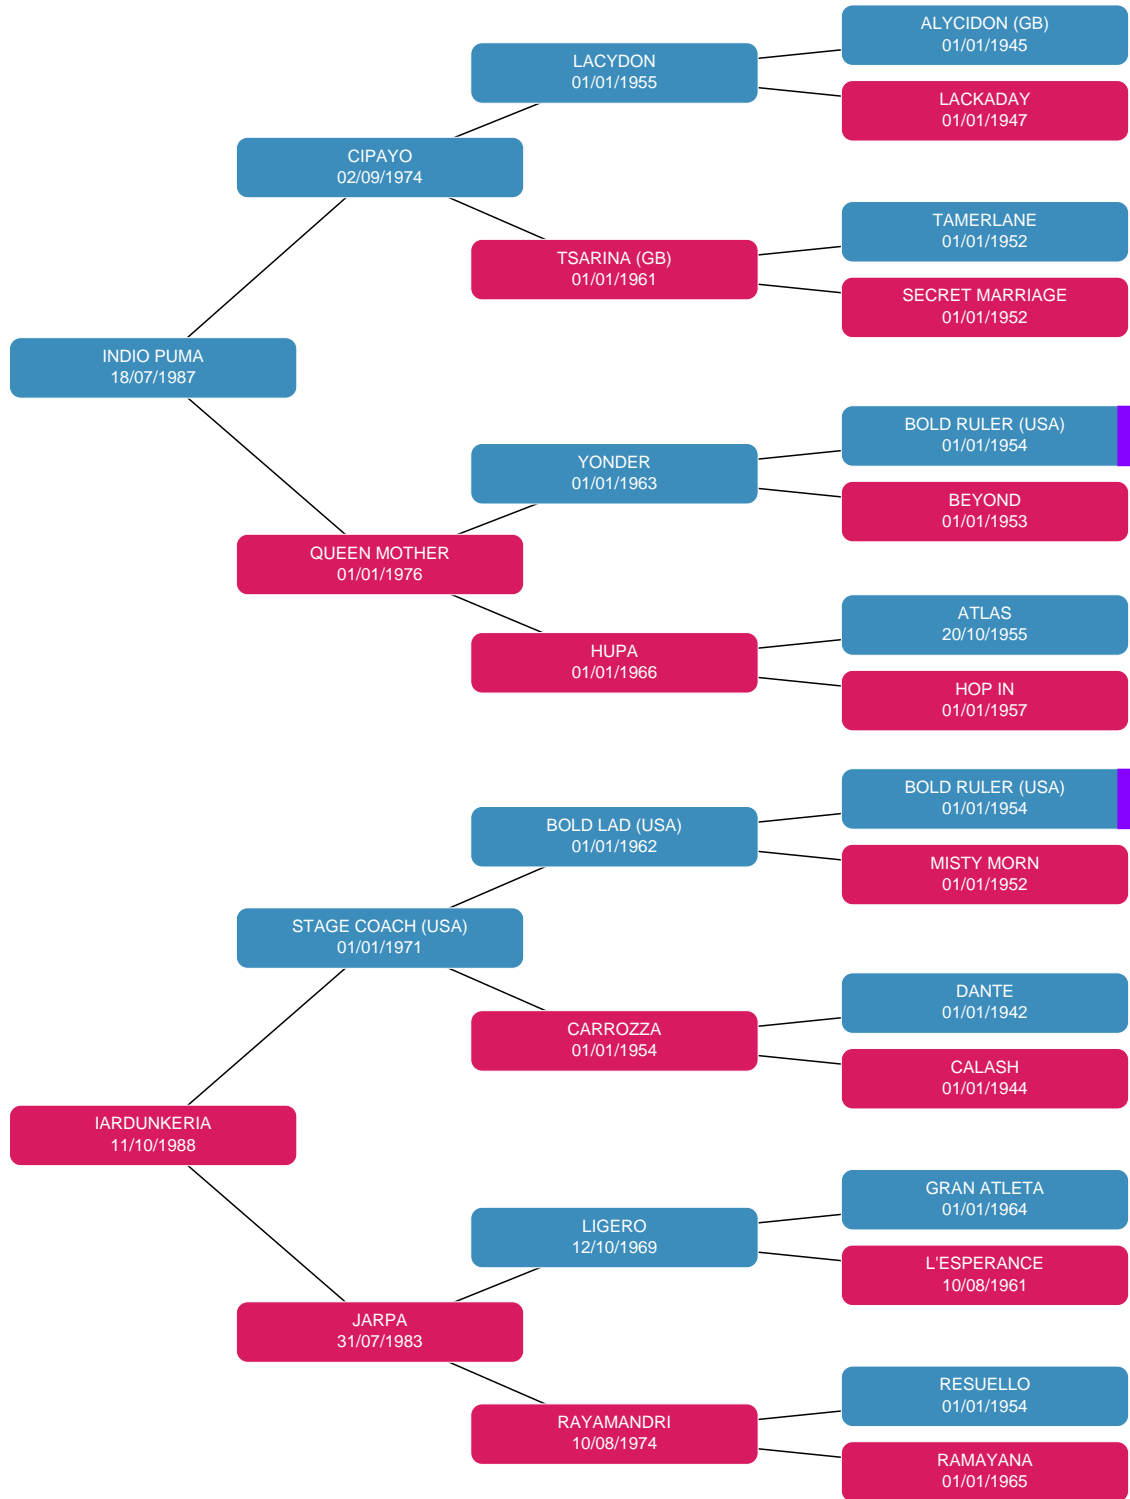 ALYCIDON (GB)
01/01/1945
LACYDON
01/01/1955
LACKADAY
01/01/1947
CIPAYO
02/09/1974
TAMERLANE
01/01/1952
TSARINA (GB)
01/01/1961
SECRET MARRIAGE
01/01/1952
INDIO PUMA
18/07/1987
BOLD RULER (USA)
01/01/1954
YONDER
01/01/1963
BEYOND
01/01/1953
QUEEN MOTHER
01/01/1976
ATLAS
20/10/1955
HUPA
01/01/1966
HOP IN
01/01/1957
BOLD RULER (USA)
01/01/1954
BOLD LAD (USA)
01/01/1962
MISTY MORN
01/01/1952
STAGE COACH (USA)
01/01/1971
DANTE
01/01/1942
CARROZZA
01/01/1954
CALASH
01/01/1944
IARDUNKERIA
11/10/1988
GRAN ATLETA
01/01/1964
LIGERO
12/10/1969
L'ESPERANCE
10/08/1961
JARPA
31/07/1983
RESUELLO
01/01/1954
RAYAMANDRI
10/08/1974
RAMAYANA
01/01/1965